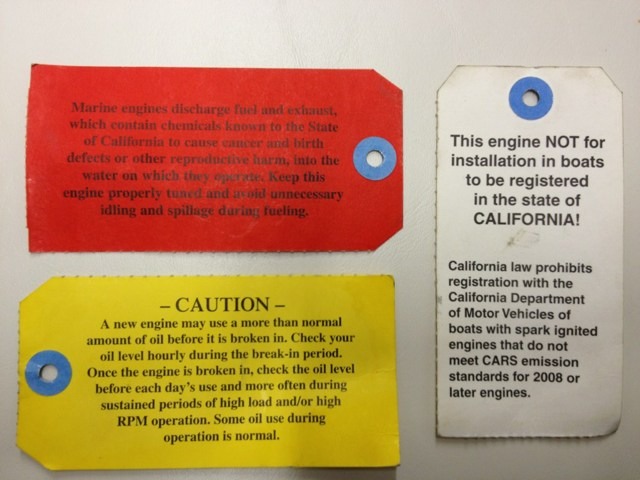 Marine engines discharge fuel and exhaust,
which contain chemicals known to the State
of California to cause cancer and birth
defects or other reproductive harm, into the
water on which they operate. Keep this
engine properly tuned and avoid unnecessary
idling and spillage during fueling.
– CAUTION –
A new engine may use a more than normal
amount of oil before it is broken in. Check your
oil level hourly during the break-in period.
Once the engine is broken in, check the oil level
before each day's use and more often during
sustained periods of high load and/or high
RPM operation. Some oil use during
operation is normal.
This engine NOT for
installation in boats
to be registered
in the state of
CALIFORNIA!
California law prohibits
registration with the
California Department
of Motor Vehicles of
boats with spark ignited
engines that do not
meet CARS emission
standards for 2008 or
later engines.